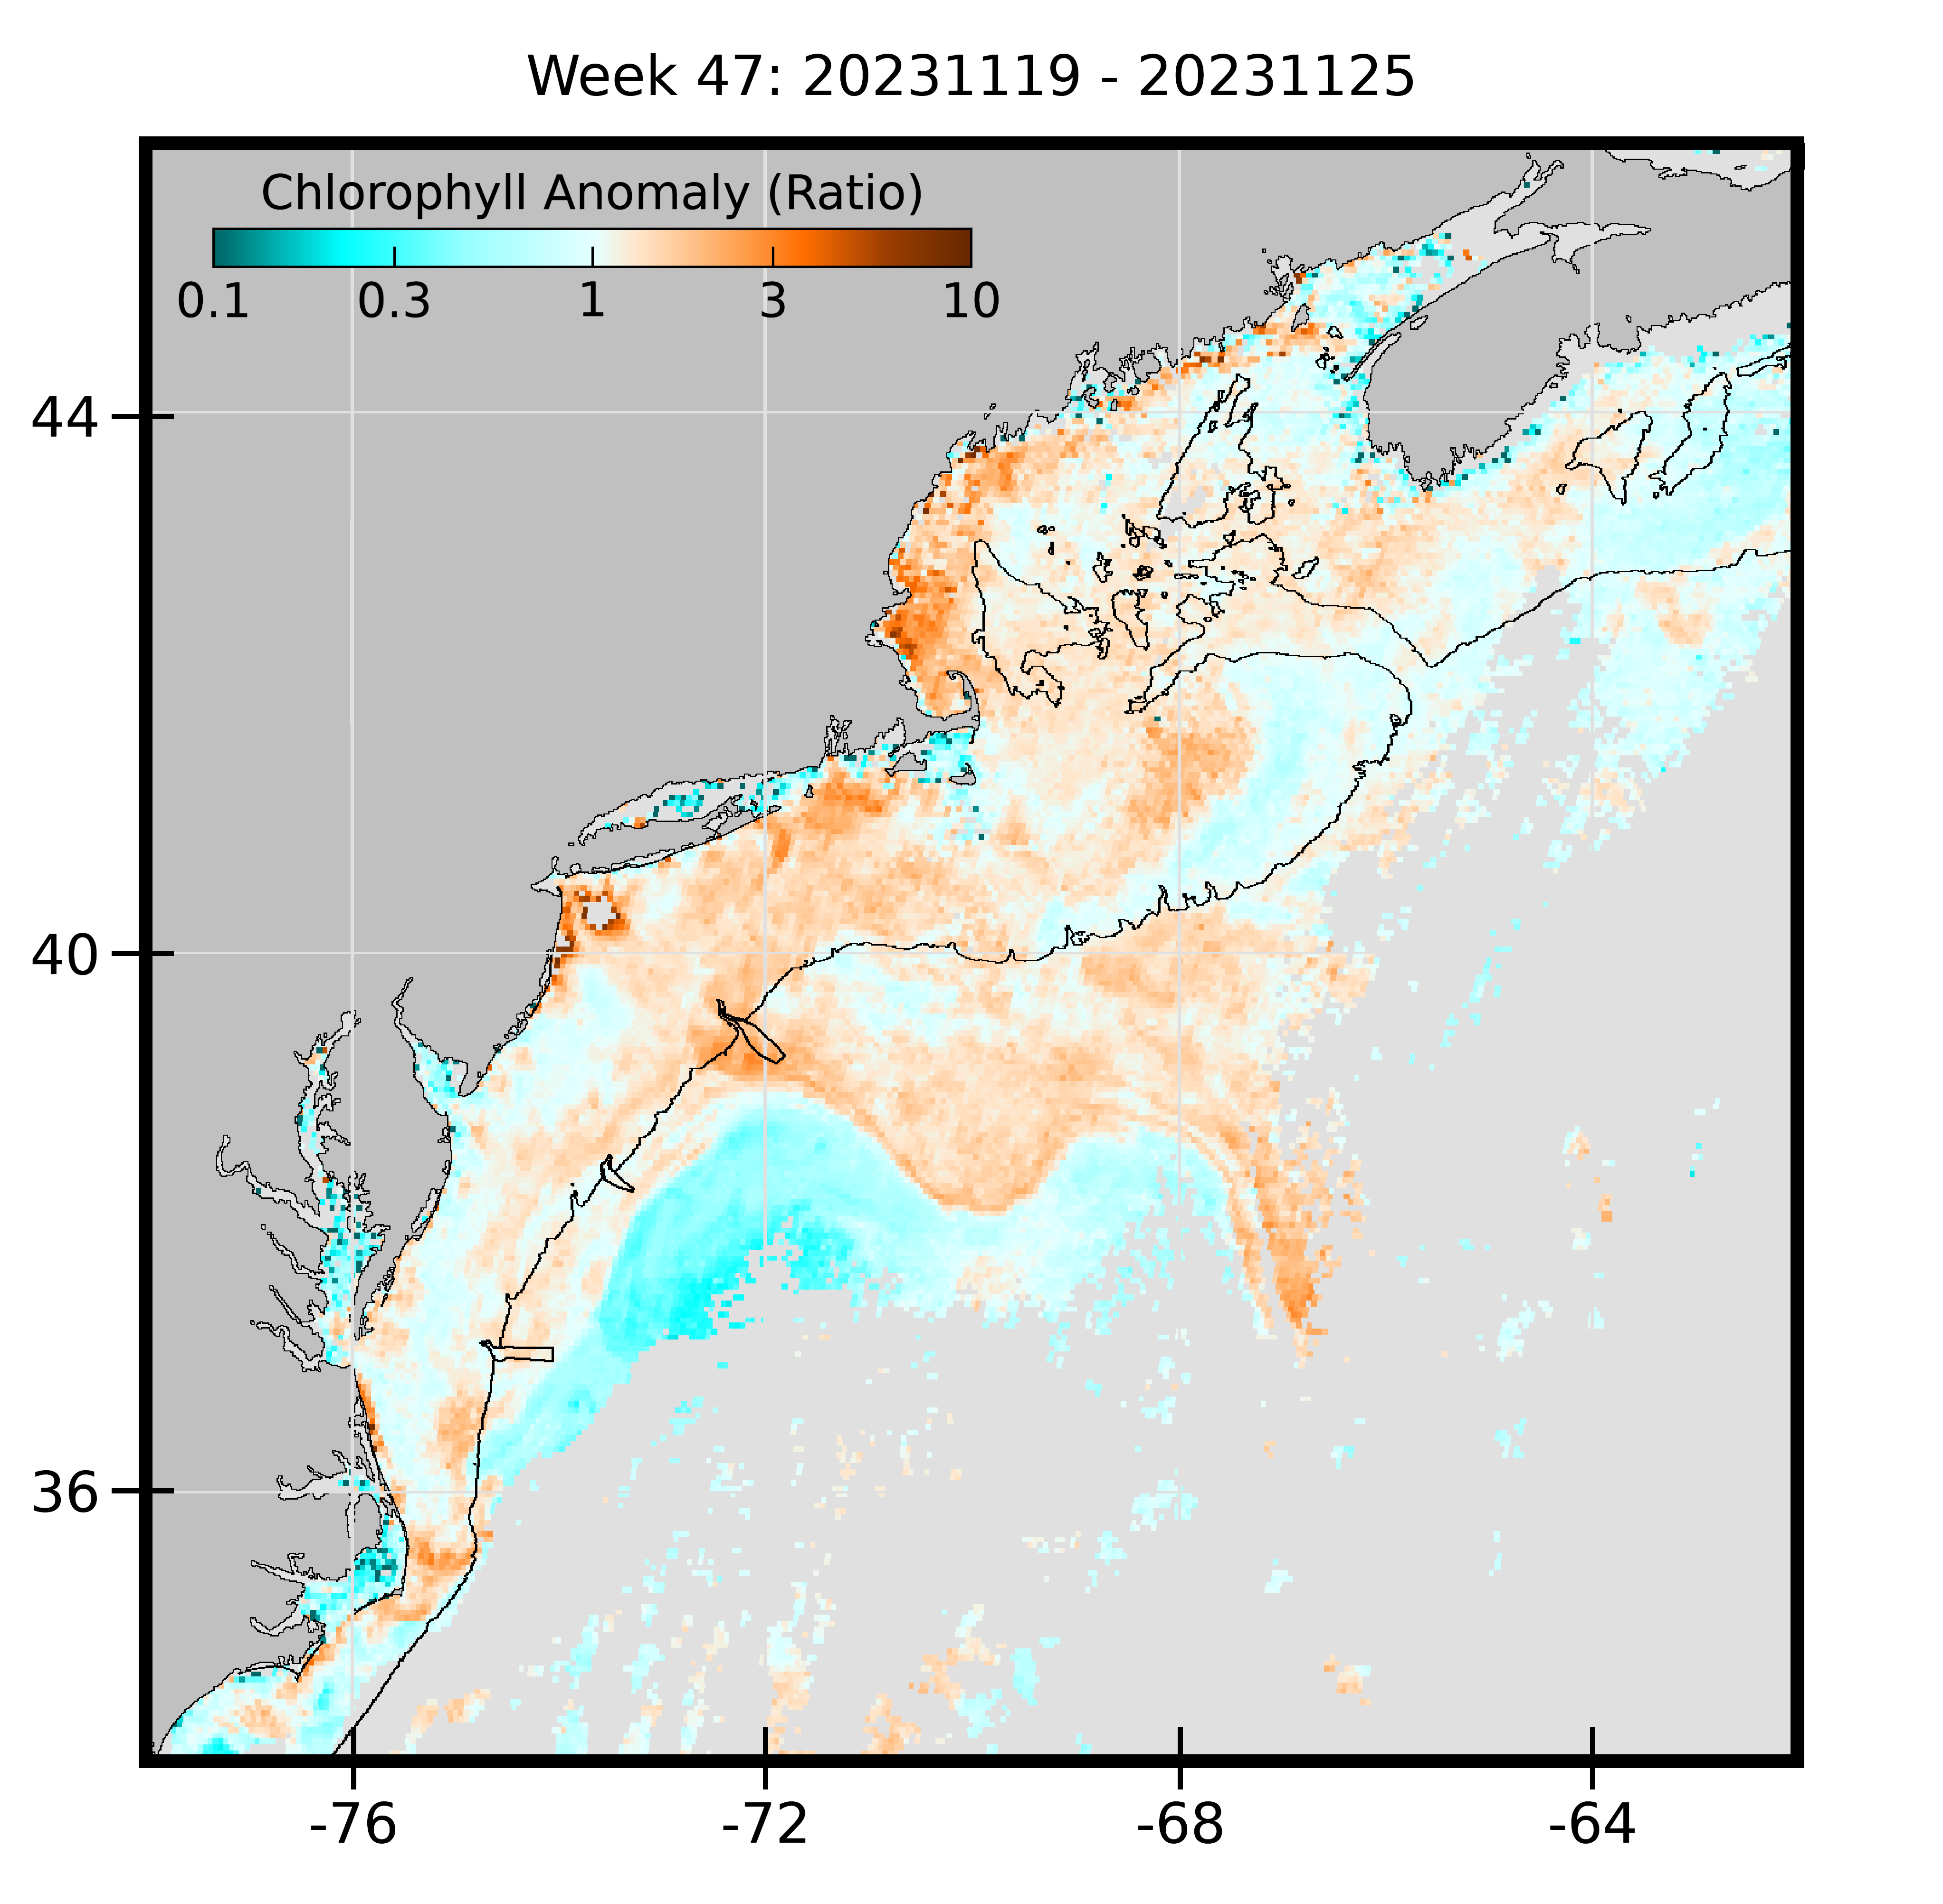 Week 47: 20231119 - 20231125
Chlorophyll Anomaly (Ratio)
0.1 0.3 1 3 10
44
40
36
-76 -72 -68 -64